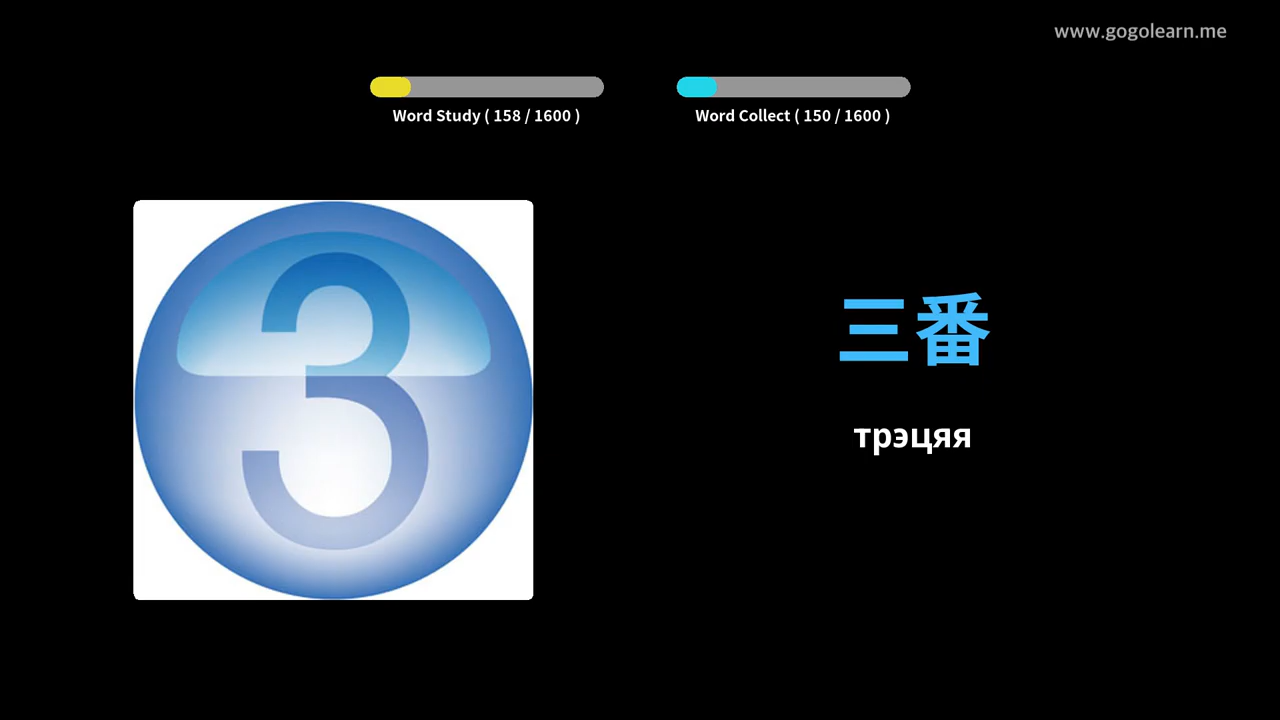 www.gogolearn.me
Word Study ( 158 / 1600 )
Word Collect ( 150 / 1600 )
3
三番
трэцяя